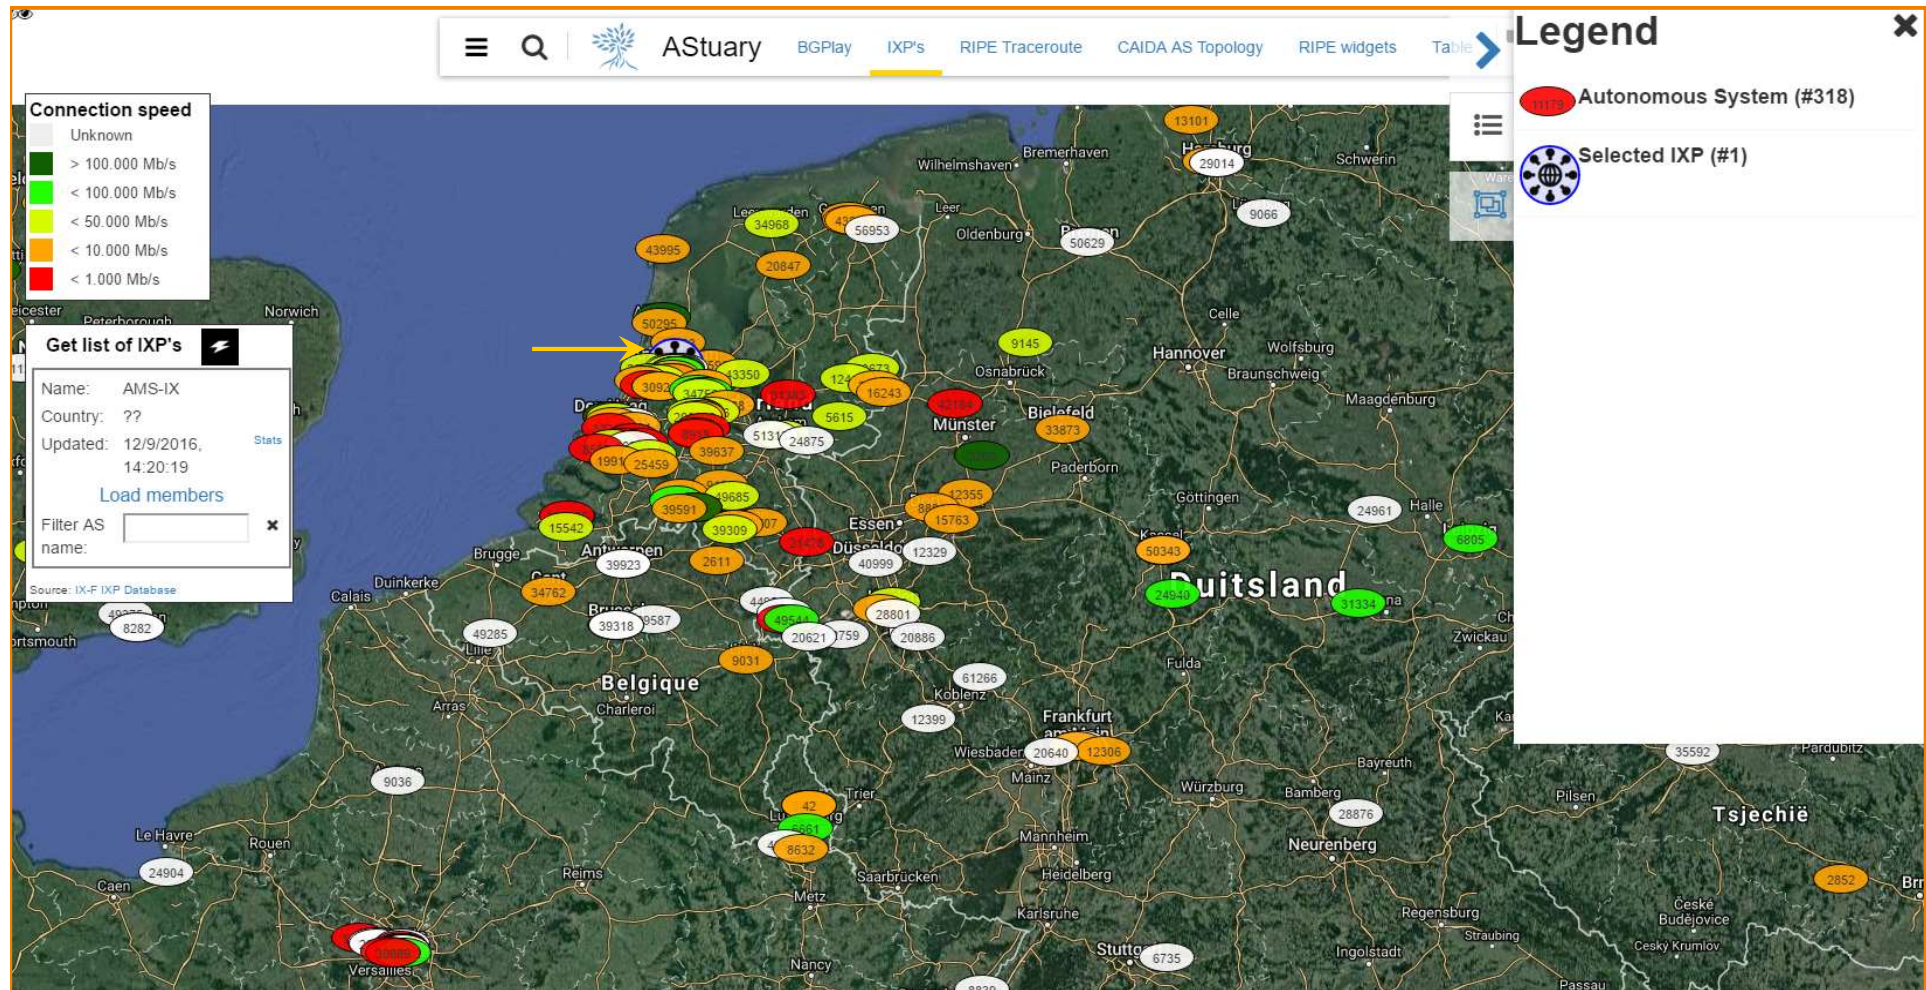 AStuary
BGPlay
IXP's
RIPE Traceroute
CAIDA AS Topology
RIPE widgets
Table
Legend
Autonomous System (#318)
11179
Selected IXP (#1)
Connection speed
Unknown
> 100.000 Mb/s
< 100.000 Mb/s
< 50.000 Mb/s
< 10.000 Mb/s
< 1.000 Mb/s
Get list of IXP's
Name: AMS-IX
Country: ??
Updated: 12/9/2016,
14:20:19
Stats
Load members
Filter AS
name:
Source: IX-F IXP Database
13101
29014
Bremerhaven
Wilhelmshaven
Schwerin
9066
34968
Leer
56953
Oldenburg
50629
43995
20847
Norwich
Peterborough
50295
Celle
9145
Hannover
Wolfsburg
Braunschweig
43350
Osnabrück
16243
Maagdenburg
42184
Bielefeld
33873
Münster
5615
24875
39637
25459
Paderborn
49685
12355
Göttingen
24961
Halle
39591
15763
Essen
15542
39309
6805
Brugge
Antwerpen
39923
2611
12329
40999
50343
Duinkerke
Calais
34762
Duitsland
24940
31334
8282
39318
49544
28801
49285
20621
20886
Zwickau
9031
Fulda
61266
Belgique
Koblenz
Charleroi
Arras
12399
Frankfurt
am Main
Wiesbaden
20640
12306
35592
Pardubitz
Mainz
Bayreuth
9036
Trier
Würzburg
Bamberg
Pilsen
42
28876
Tsjechië
6661
8632
Le Havre
Rouen
Mannheim
Neurenberg
24904
Reims
Saarbrücken
Heidelberg
2852
Caen
Metz
Karlsruhe
Regensburg
České
Budějovice
Straubing
Český Krumlov
Versailles
Nancy
6735
Ingolstadt
Passau